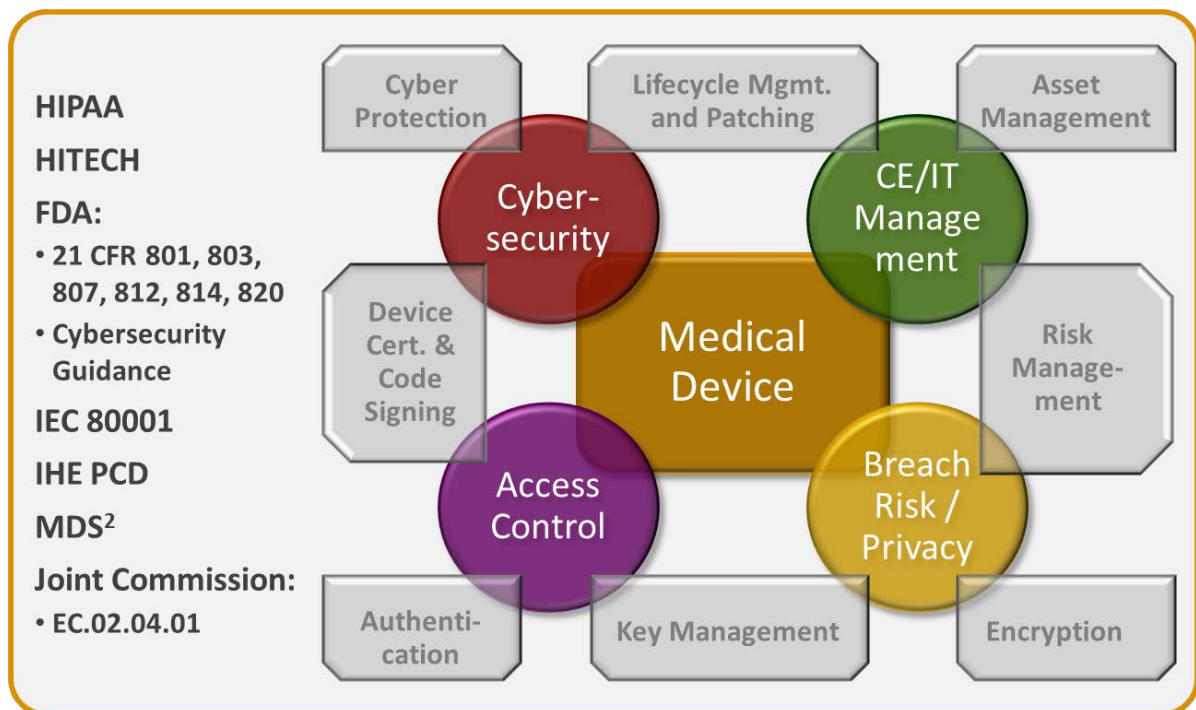 HIPAA
HITECH
FDA:
• 21 CFR 801, 803,
807, 812, 814, 820
• Cybersecurity
Guidance
IEC 80001
IHE PCD
MDS²
Joint Commission:
• EC.02.04.01
Cyber
Protection
Lifecycle Mgmt.
and Patching
Asset
Management
Cyber-
security
CE/IT
Manage
ment
Device
Cert. &
Code
Signing
Medical
Device
Risk
Manage-
ment
Access
Control
Breach
Risk /
Privacy
Authenti-
cation
Key Management
Encryption